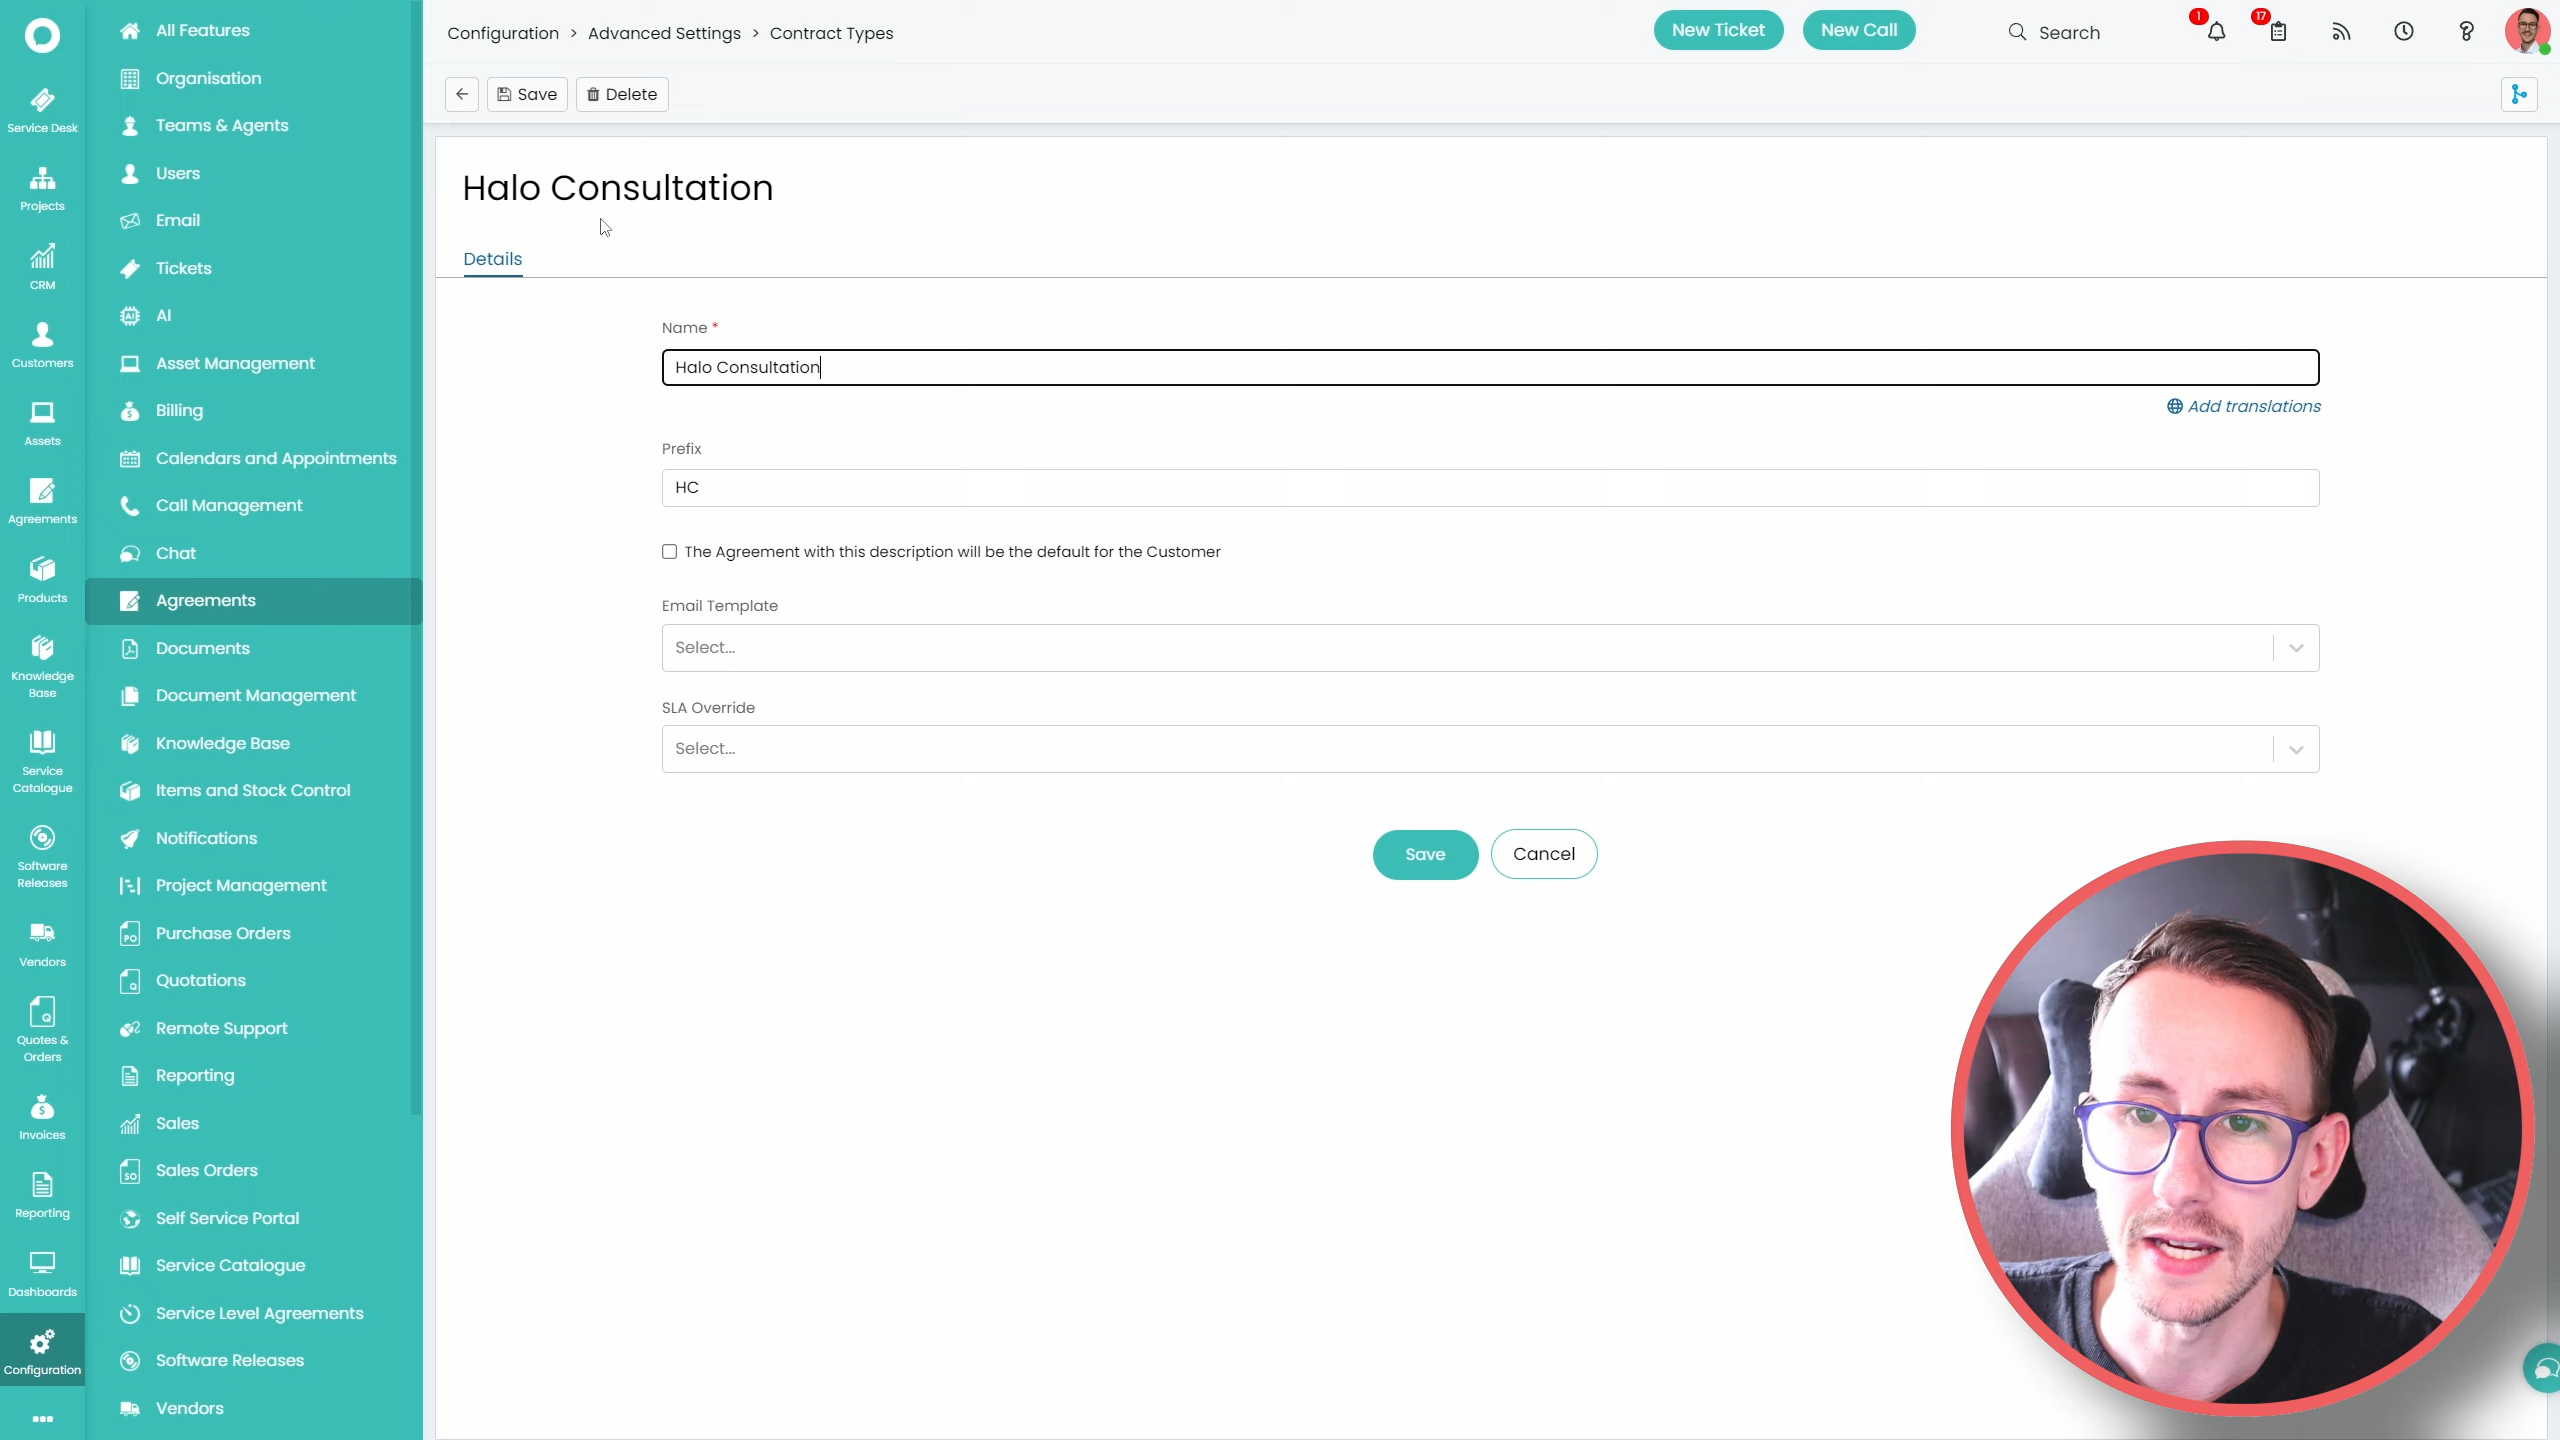 Service Desk
Projects
CRM
Customers
Assets
Agreements
Products
Knowledge
Base
Service
Catalogue
Software
Releases
Vendors
Quotes &
Orders
Invoices
Reporting
Dashboards
Configuration
All Features
Organisation
Teams & Agents
Users
Email
Tickets
AI
Asset Management
Billing
Calendars and Appointments
Call Management
Chat
Agreements
Documents
Document Management
Knowledge Base
Items and Stock Control
Notifications
Project Management
Purchase Orders
Quotations
Remote Support
Reporting
Sales
Sales Orders
Self Service Portal
Service Catalogue
Service Level Agreements
Software Releases
Vendors
Configuration > Advanced Settings > Contract Types
New Ticket
New Call
Search
1
17
Save
Delete
Halo Consultation
Details
Name *
Halo Consultation
Add translations
Prefix
HC
The Agreement with this description will be the default for the Customer
Email Template
Select...
SLA Override
Select...
Save
Cancel